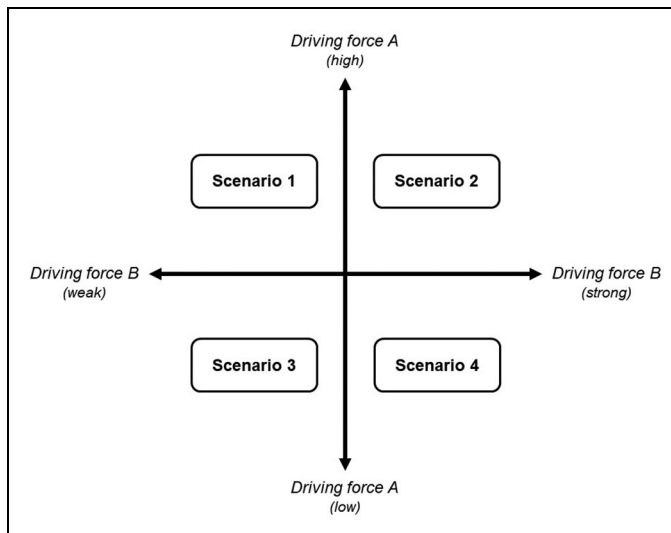 Driving force A
(high)
Scenario 1
Scenario 2
Driving force B
(weak)
Driving force B
(strong)
Scenario 3
Scenario 4
Driving force A
(low)